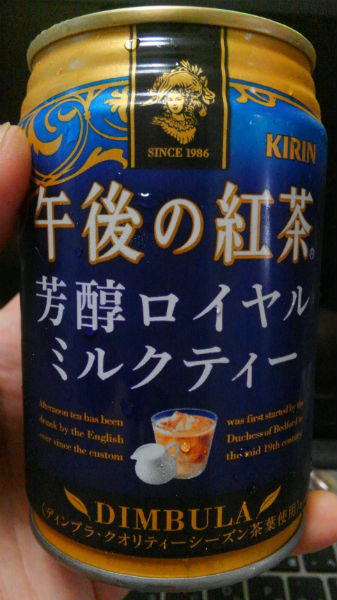 SINCE 1986
KIRIN
午後の紅茶®
芳醇ロイヤル
ミルクティー
Afternoon tea has been
drunk by the English
ever since the custom
was first started by the
Duchess of Bedford in
the mid 19th century.
DIMBULA
(ディンブラ・クオリティーシーズン茶葉使用)